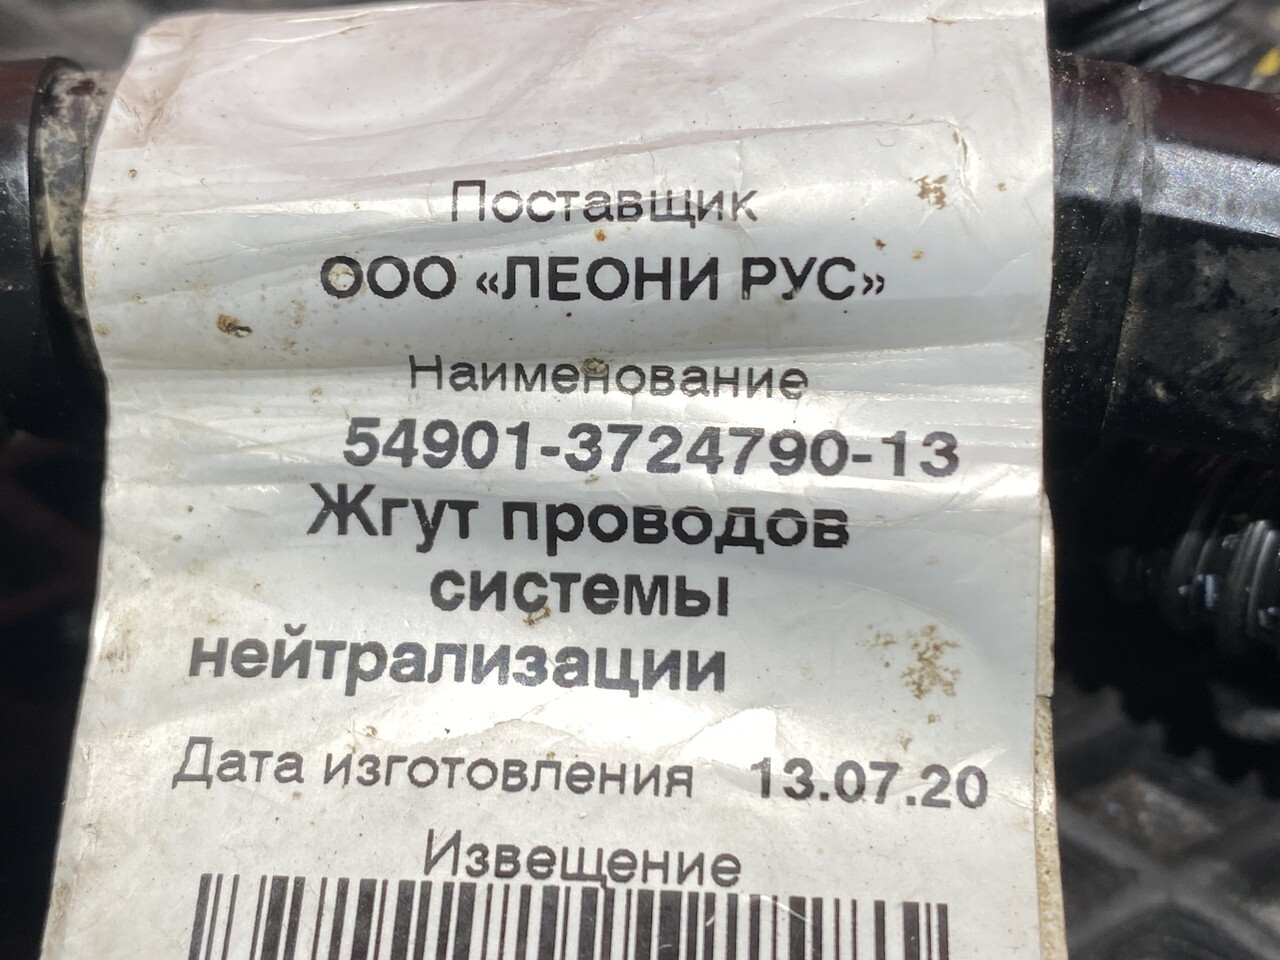 Поставщик
ООО «ЛЕОНИ РУС»
Наименование
54901-3724790-13
Жгут проводов
системы
нейтрализации
Дата изготовления 13.07.20
Извещение